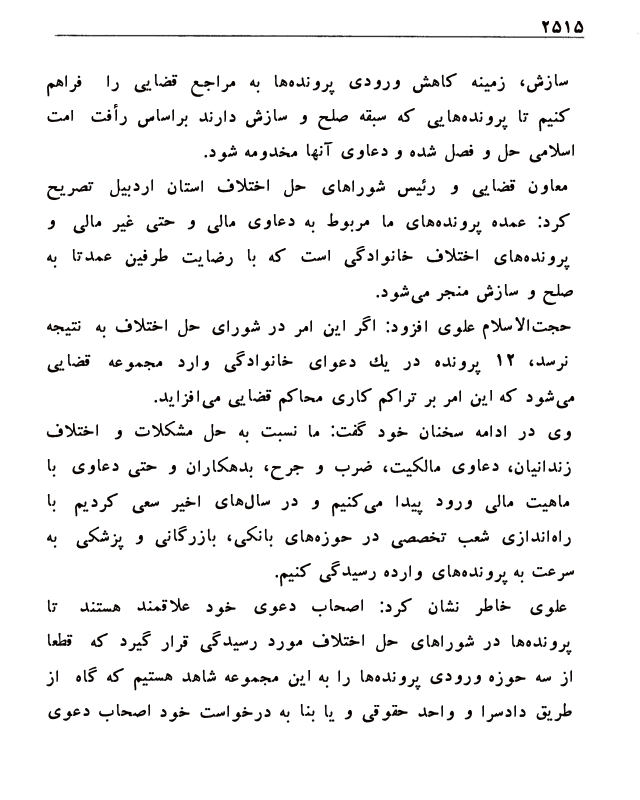 ۲۵۱۵
سازش، زمینه کاهش ورودی پرونده‌ها به مراجع قضایی را فراهم
کنیم تا پرونده‌هایی که سبقه صلح و سازش دارند براساس رأفت امت
اسلامی حل و فصل شده و دعاوی آنها مخدومه شود.
معاون قضایی و رئیس شوراهای حل اختلاف استان اردبیل تصریح
کرد: عمده پرونده‌های ما مربوط به دعاوی مالی و حتی غیر مالی و
پرونده‌های اختلاف خانوادگی است که با رضایت طرفین عمدتا به
صلح و سازش منجر می‌شود.
حجت‌الاسلام علوی افزود: اگر این امر در شورای حل اختلاف به نتیجه
نرسد، ۱۲ پرونده در یك دعوای خانوادگی وارد مجموعه قضایی
می‌شود که این امر بر تراکم کاری محاکم قضایی می‌افزاید.
وی در ادامه سخنان خود گفت: ما نسبت به حل مشکلات و اختلاف
زندانیان، دعاوی مالکیت، ضرب و جرح، بدهکاران و حتی دعاوی با
ماهیت مالی ورود پیدا می‌کنیم و در سال‌های اخیر سعی کردیم با
راه‌اندازی شعب تخصصی در حوزه‌های بانکی، بازرگانی و پزشکی به
سرعت به پرونده‌های وارده رسیدگی کنیم.
علوی خاطر نشان کرد: اصحاب دعوی خود علاقمند هستند تا
پرونده‌ها در شوراهای حل اختلاف مورد رسیدگی قرار گیرد که قطعا
از سه حوزه ورودی پرونده‌ها را به این مجموعه شاهد هستیم که گاه از
طریق دادسرا و واحد حقوقی و یا بنا به درخواست خود اصحاب دعوی